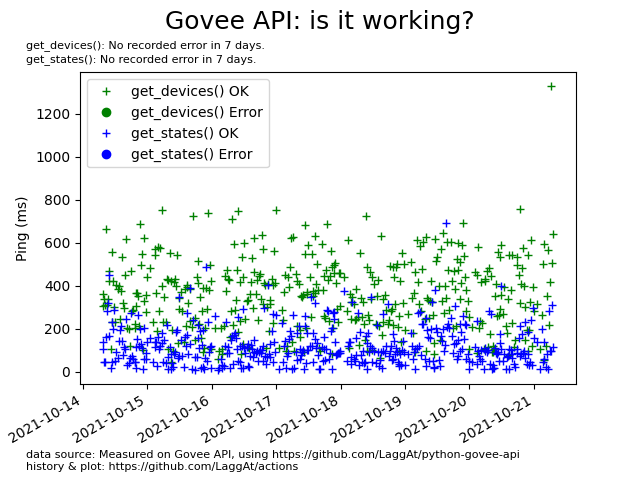 Govee API: is it working?
get_devices(): No recorded error in 7 days.
get_states(): No recorded error in 7 days.
get_devices() OK
get_devices() Error
get_states() OK
get_states() Error
Ping (ms)
1200
1000
800
600
400
200
0
2021-10-14
2021-10-15
2021-10-16
2021-10-17
2021-10-18
2021-10-19
2021-10-20
2021-10-21
data source: Measured on Govee API, using https://github.com/LaggAt/python-govee-api
history & plot: https://github.com/LaggAt/actions